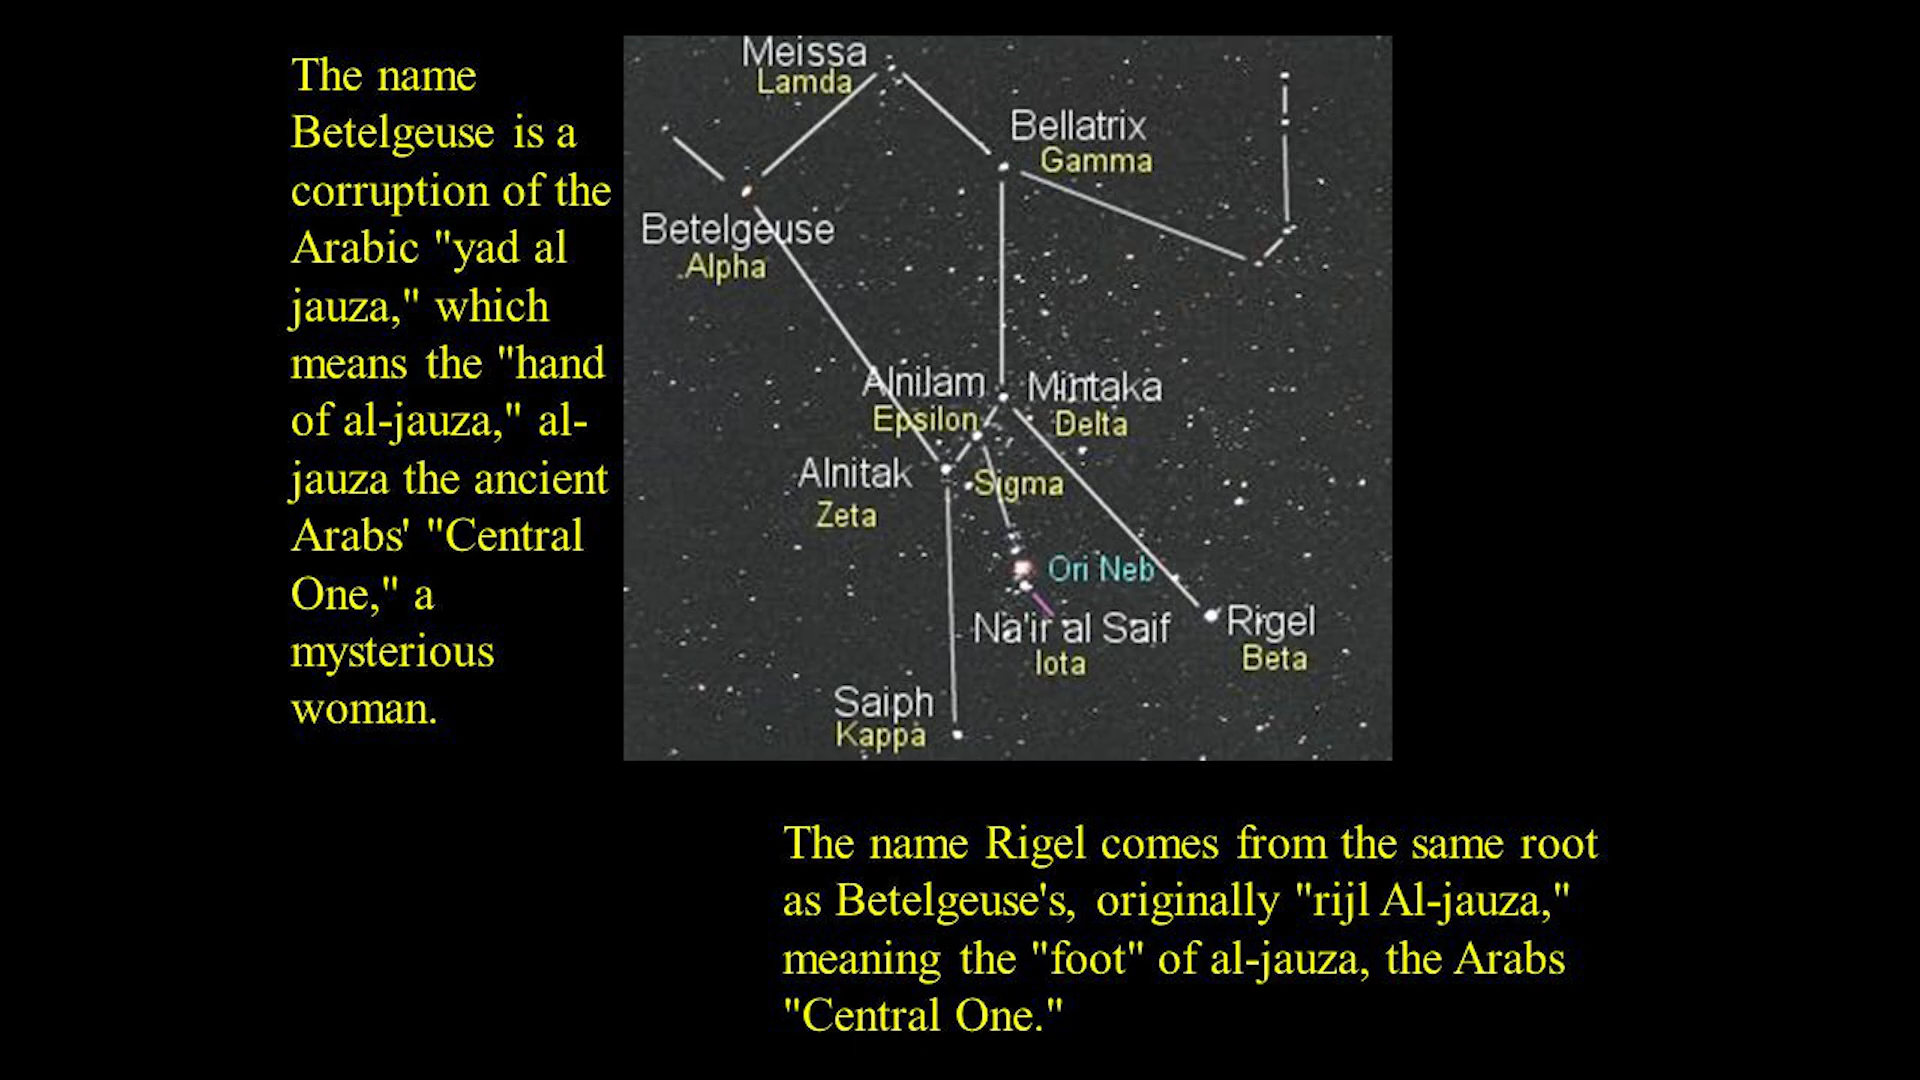 The name
Betelgeuse is a
corruption of the
Arabic "yad al
jauza," which
means the "hand
of al-jauza," al-
jauza the ancient
Arabs' "Central
One," a
mysterious
woman.
Meissa
Lamda
Bellatrix
Gamma
Betelgeuse
Alpha
Alnilam
Epsilon
Mintaka
Delta
Alnitak
Zeta
Sigma
Ori Neb
Na'ir al Saif
Iota
Rigel
Beta
Saiph
Kappa
The name Rigel comes from the same root
as Betelgeuse's, originally "rijl Al-jauza,"
meaning the "foot" of al-jauza, the Arabs
"Central One."